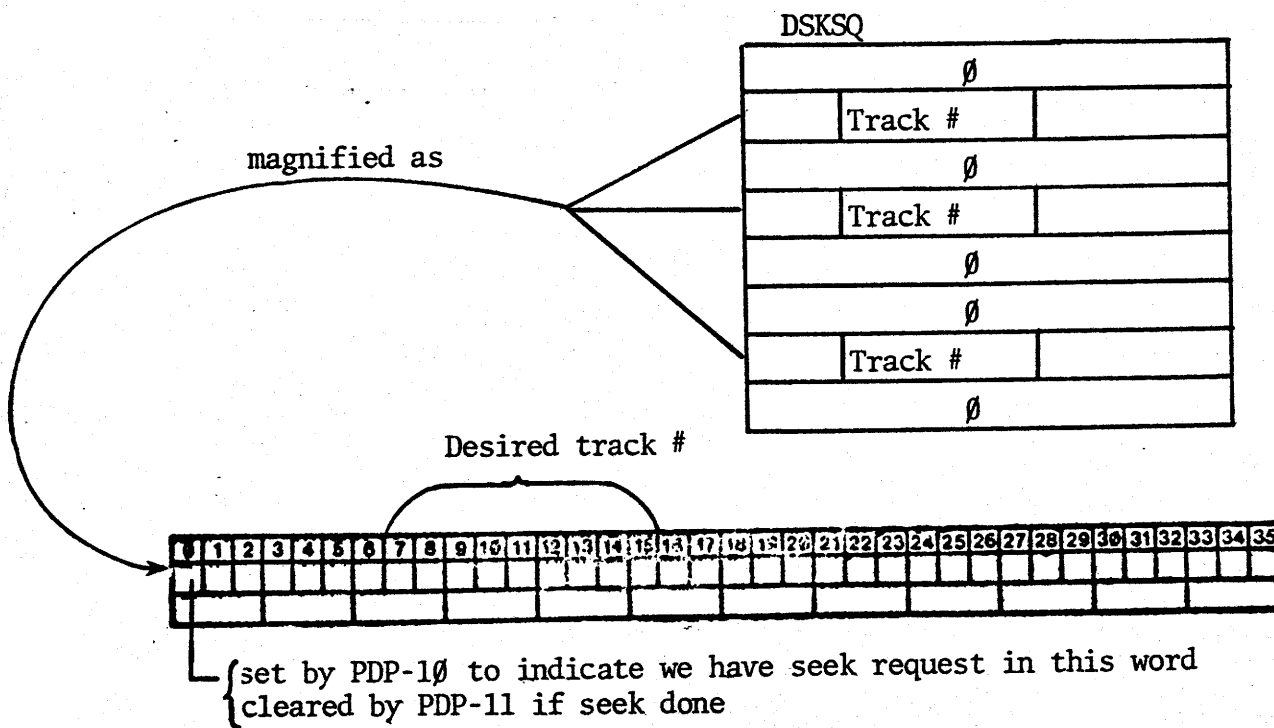 DSKSQ
Ø
Track #
Ø
Track #
Ø
Ø
Track #
Ø
magnified as
Desired track #
0 1 2 3 4 5 6 7 8 9 10 11 12 13 14 15 16 17 18 19 20 21 22 23 24 25 26 27 28 29 30 31 32 33 34 35
set by PDP-1Ø to indicate we have seek request in this word
cleared by PDP-11 if seek done